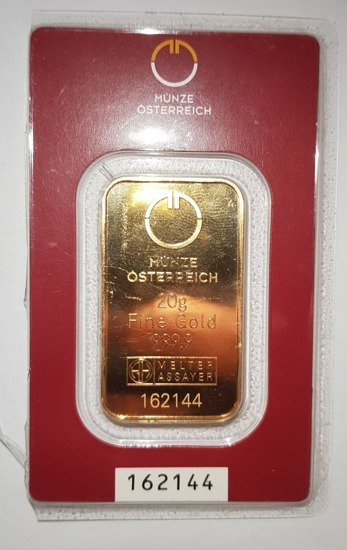 MÜNZE
ÖSTERREICH
MÜNZE
ÖSTERREICH
20g
Fine Gold
999.9
MELTER
ASSAYER
162144
162144